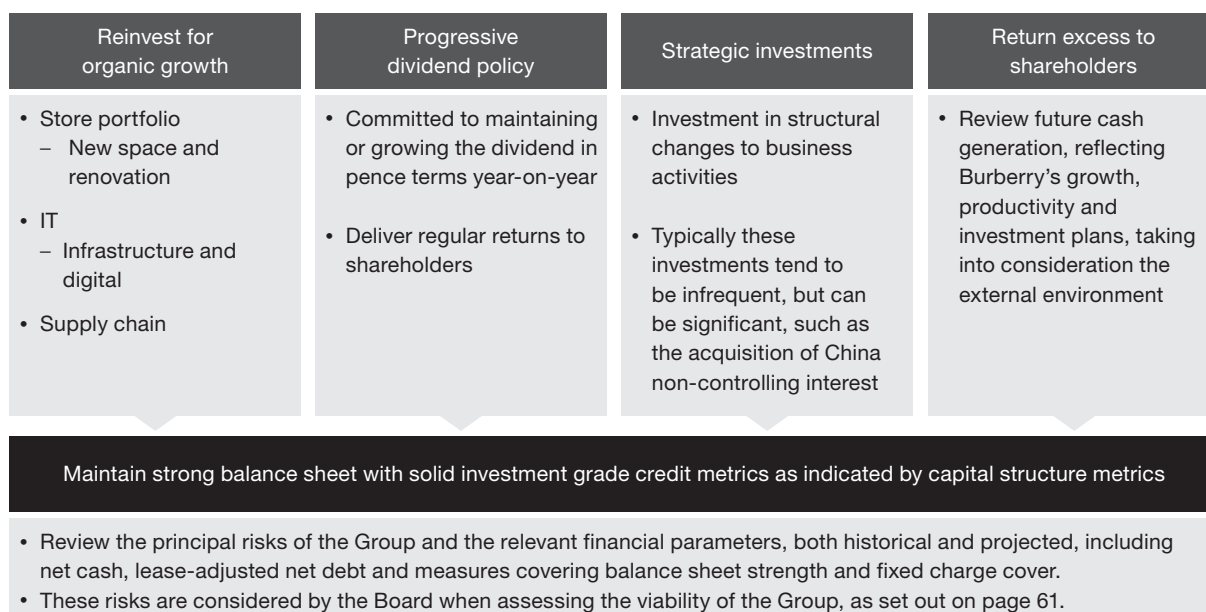 Reinvest for
organic growth
• Store portfolio
– New space and
renovation
• IT
– Infrastructure and
digital
• Supply chain
Progressive
dividend policy
• Committed to maintaining
or growing the dividend in
pence terms year-on-year
• Deliver regular returns to
shareholders
Strategic investments
• Investment in structural
changes to business
activities
• Typically these
investments tend to
be infrequent, but can
be significant, such as
the acquisition of China
non-controlling interest
Return excess to
shareholders
• Review future cash
generation, reflecting
Burberry’s growth,
productivity and
investment plans, taking
into consideration the
external environment
Maintain strong balance sheet with solid investment grade credit metrics as indicated by capital structure metrics
• Review the principal risks of the Group and the relevant financial parameters, both historical and projected, including
net cash, lease-adjusted net debt and measures covering balance sheet strength and fixed charge cover.
• These risks are considered by the Board when assessing the viability of the Group, as set out on page 61.